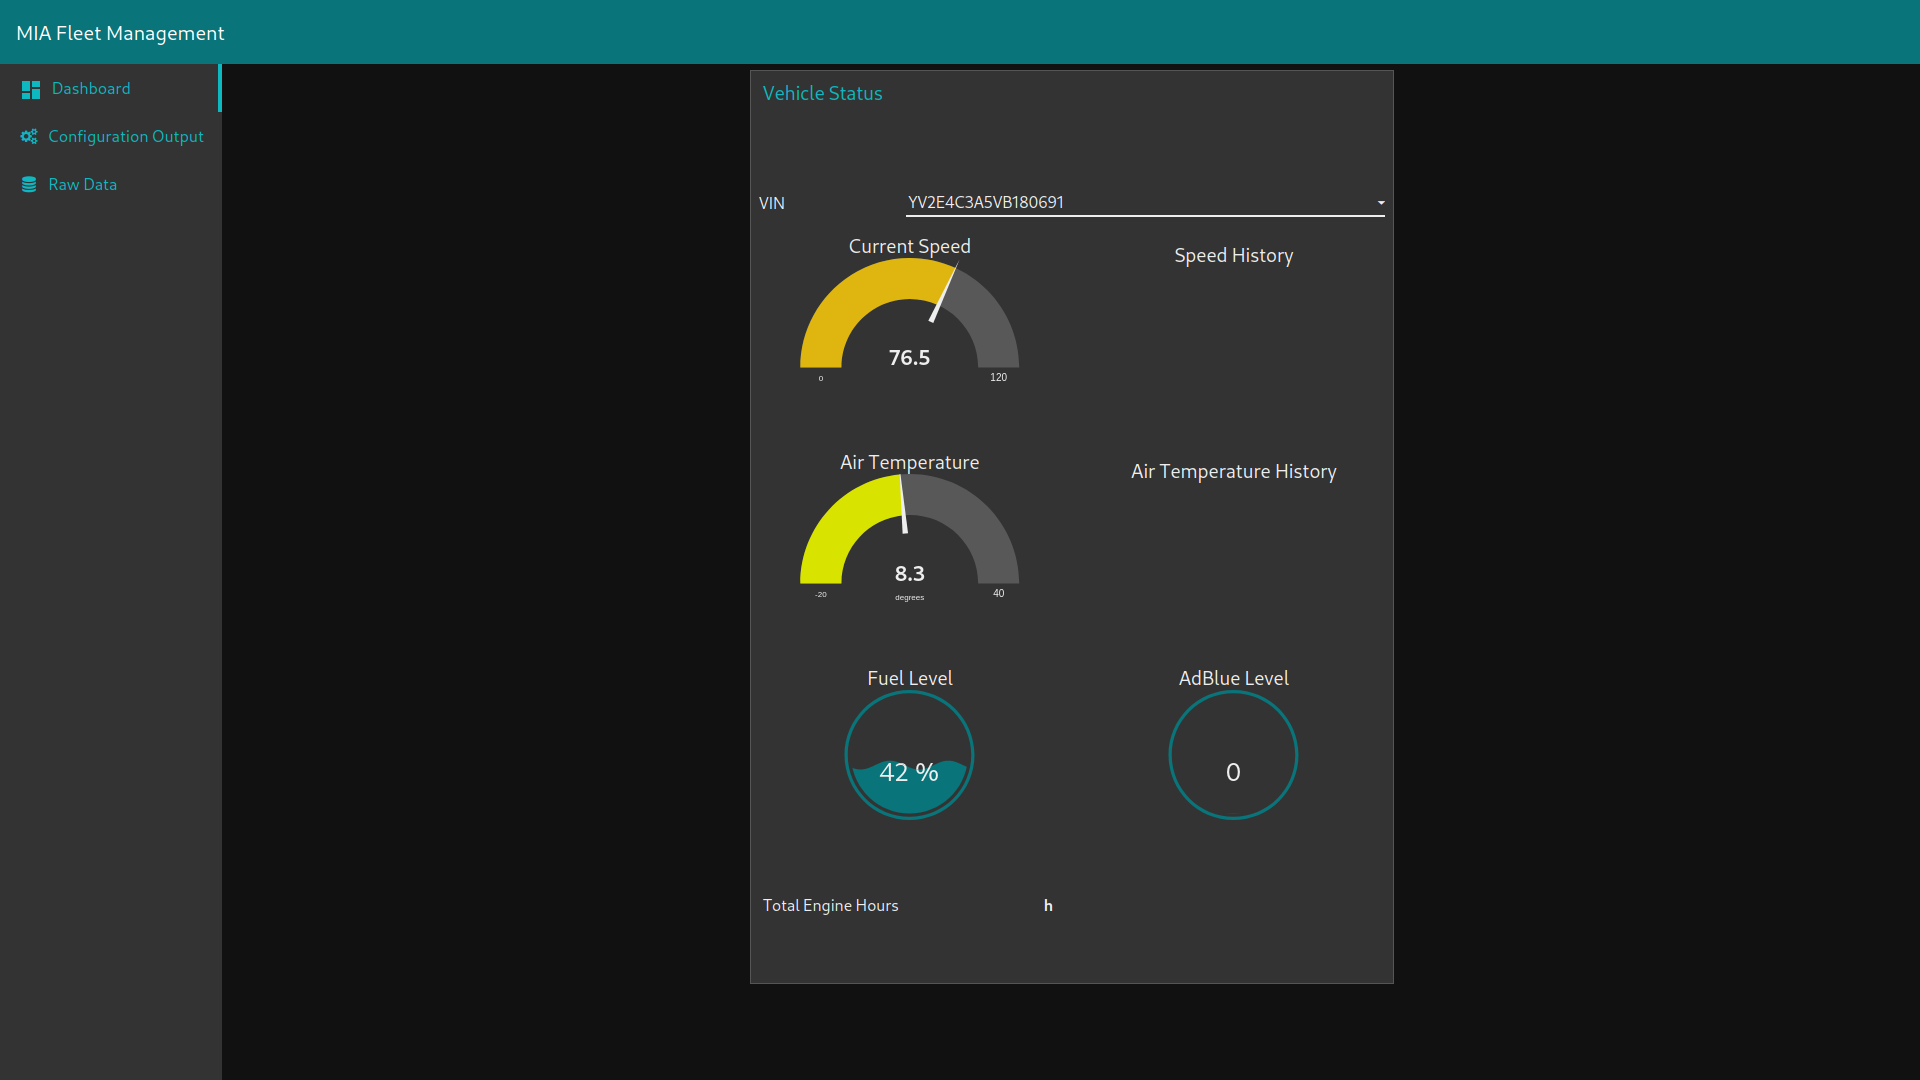 MIA Fleet Management
Dashboard
Configuration Output
Raw Data
Vehicle Status
VIN
YV2E4C3A5VB180691
Current Speed
76.5
0
120
Speed History
Air Temperature
8.3
degrees
-20
40
Air Temperature History
Fuel Level
42 %
AdBlue Level
0
Total Engine Hours
h